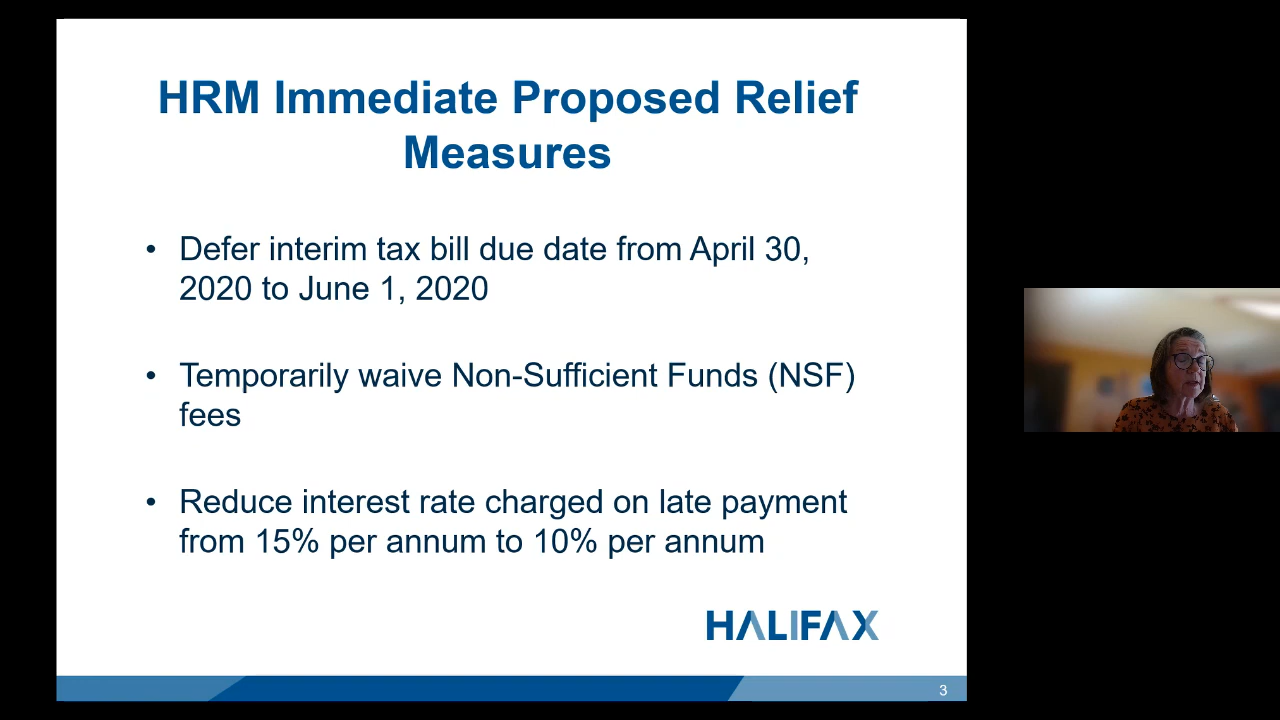 HRM Immediate Proposed Relief
Measures
• Defer interim tax bill due date from April 30,
2020 to June 1, 2020
• Temporarily waive Non-Sufficient Funds (NSF)
fees
• Reduce interest rate charged on late payment
from 15% per annum to 10% per annum
HALIFAX
3